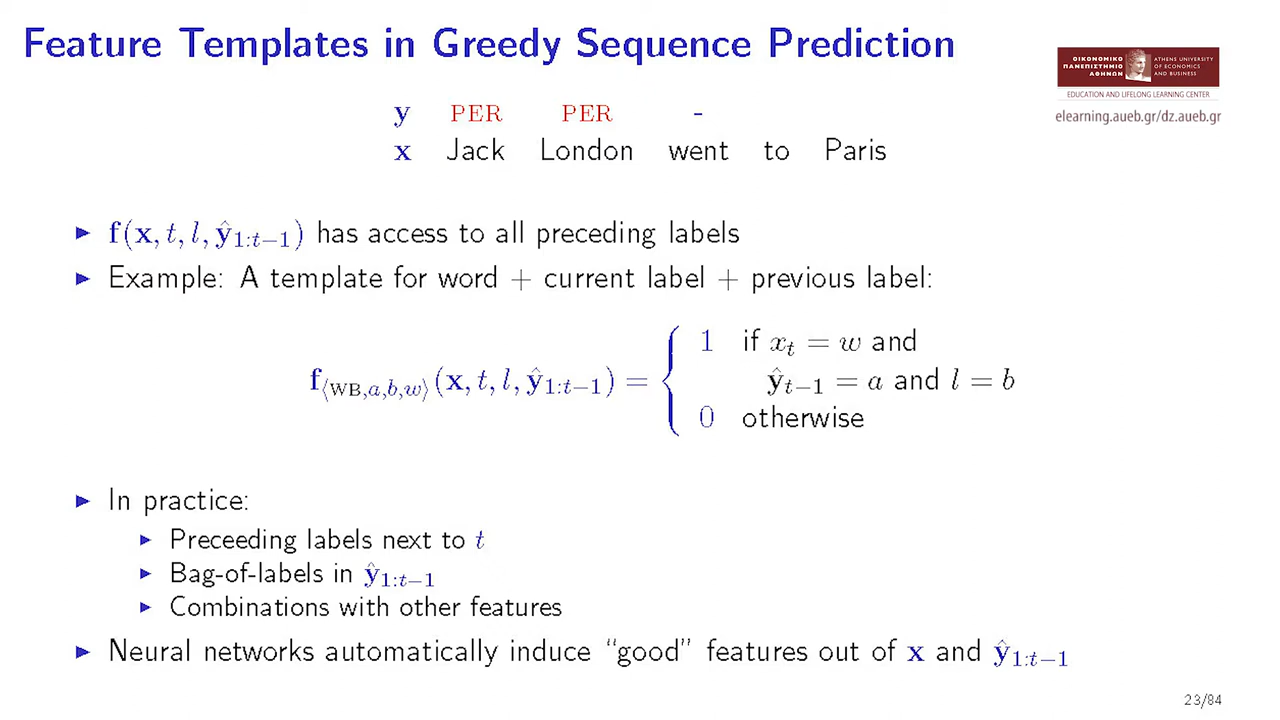 Feature Templates in Greedy Sequence Prediction
ΟΙΚΟΝΟΜΙΚΟ
ΠΑΝΕΠΙΣΤΗΜΙΟ
ΑΘΗΝΩΝ
ATHENS UNIVERSITY
OF ECONOMICS
AND BUSINESS
EDUCATION AND LIFELONG LEARNING CENTER
elearning.aueb.gr/dz.aueb.gr
y PER PER -
x Jack London went to Paris
▶ f(x, t, l, ŷ₁:t−1) has access to all preceding labels
▶ Example: A template for word + current label + previous label:
f⟨WB,a,b,w⟩(x, t, l, ŷ₁:t−1) = { 1 if xt = w and
ŷt−1 = a and l = b
0 otherwise
▶ In practice:
▶ Preceeding labels next to t
▶ Bag-of-labels in ŷ₁:t−1
▶ Combinations with other features
▶ Neural networks automatically induce “good” features out of x and ŷ₁:t−1
23/84